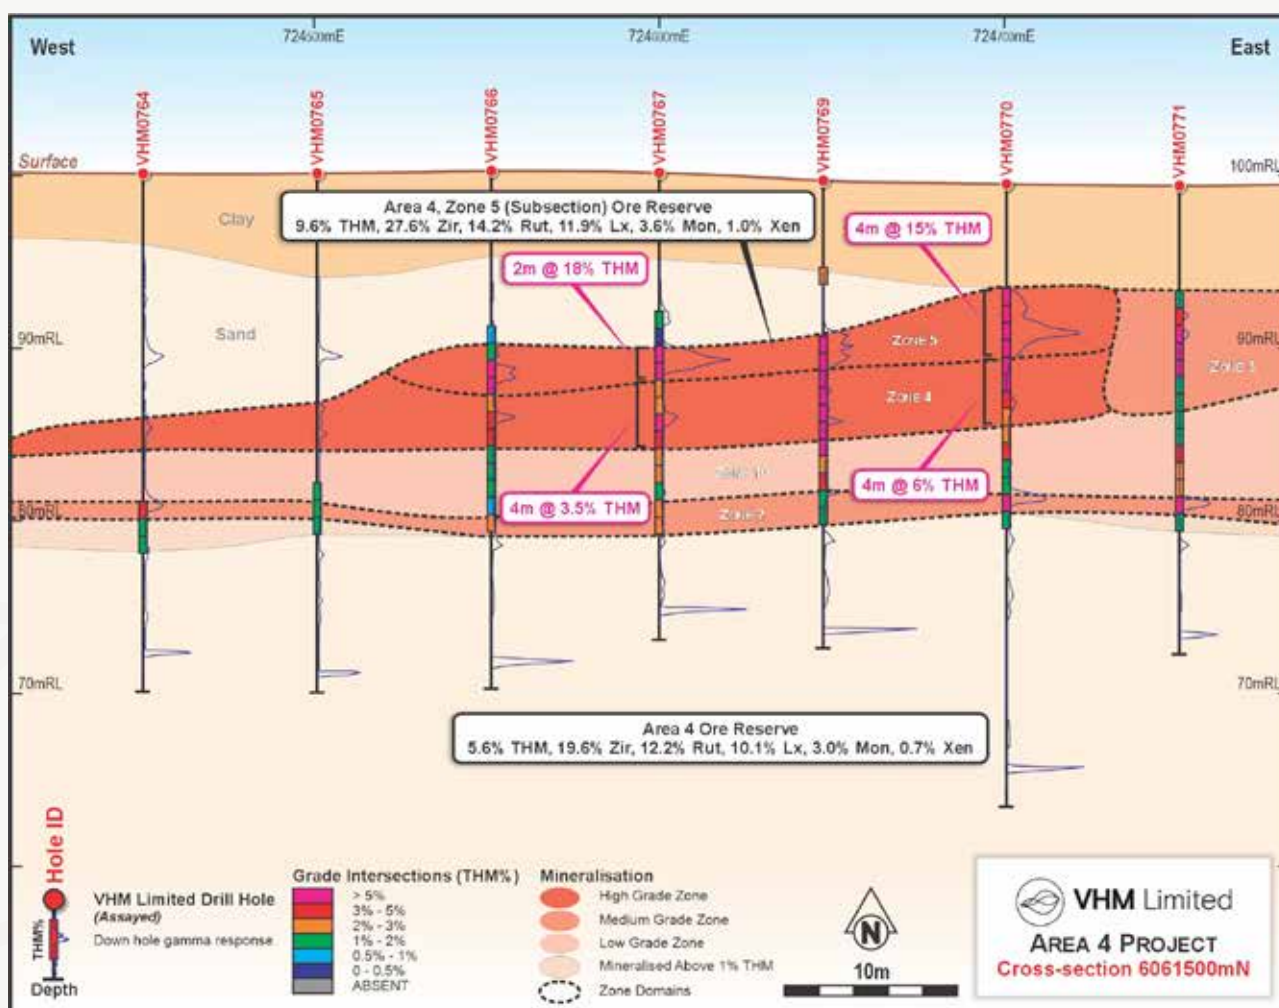 West
724500mE
724600mE
724700mE
East
VHM0764
VHM0765
VHM0766
VHM0767
VHM0769
VHM0770
VHM0771
Surface
100mRL
Clay
Area 4, Zone 5 (Subsection) Ore Reserve
9.6% THM, 27.6% Zir, 14.2% Rut, 11.9% Lx, 3.6% Mon, 1.0% Xen
4m @ 15% THM
2m @ 18% THM
Sand
90mRL
Zone 5
90mRL
Zone 3
Zone 4
4m @ 3.5% THM
4m @ 6% THM
80mRL
Zone 2
80mRL
70mRL
70mRL
Area 4 Ore Reserve
5.6% THM, 19.6% Zir, 12.2% Rut, 10.1% Lx, 3.0% Mon, 0.7% Xen
Hole ID
THM%
Depth
VHM Limited Drill Hole
(Assayed)
Down hole gamma response
Grade Intersections (THM%)
> 5%
3% - 5%
2% - 3%
1% - 2%
0.5% - 1%
0 - 0.5%
ABSENT
Mineralisation
High Grade Zone
Medium Grade Zone
Low Grade Zone
Mineralised Above 1% THM
Zone Domains
N
10m
VHM Limited
AREA 4 PROJECT
Cross-section 6061500mN